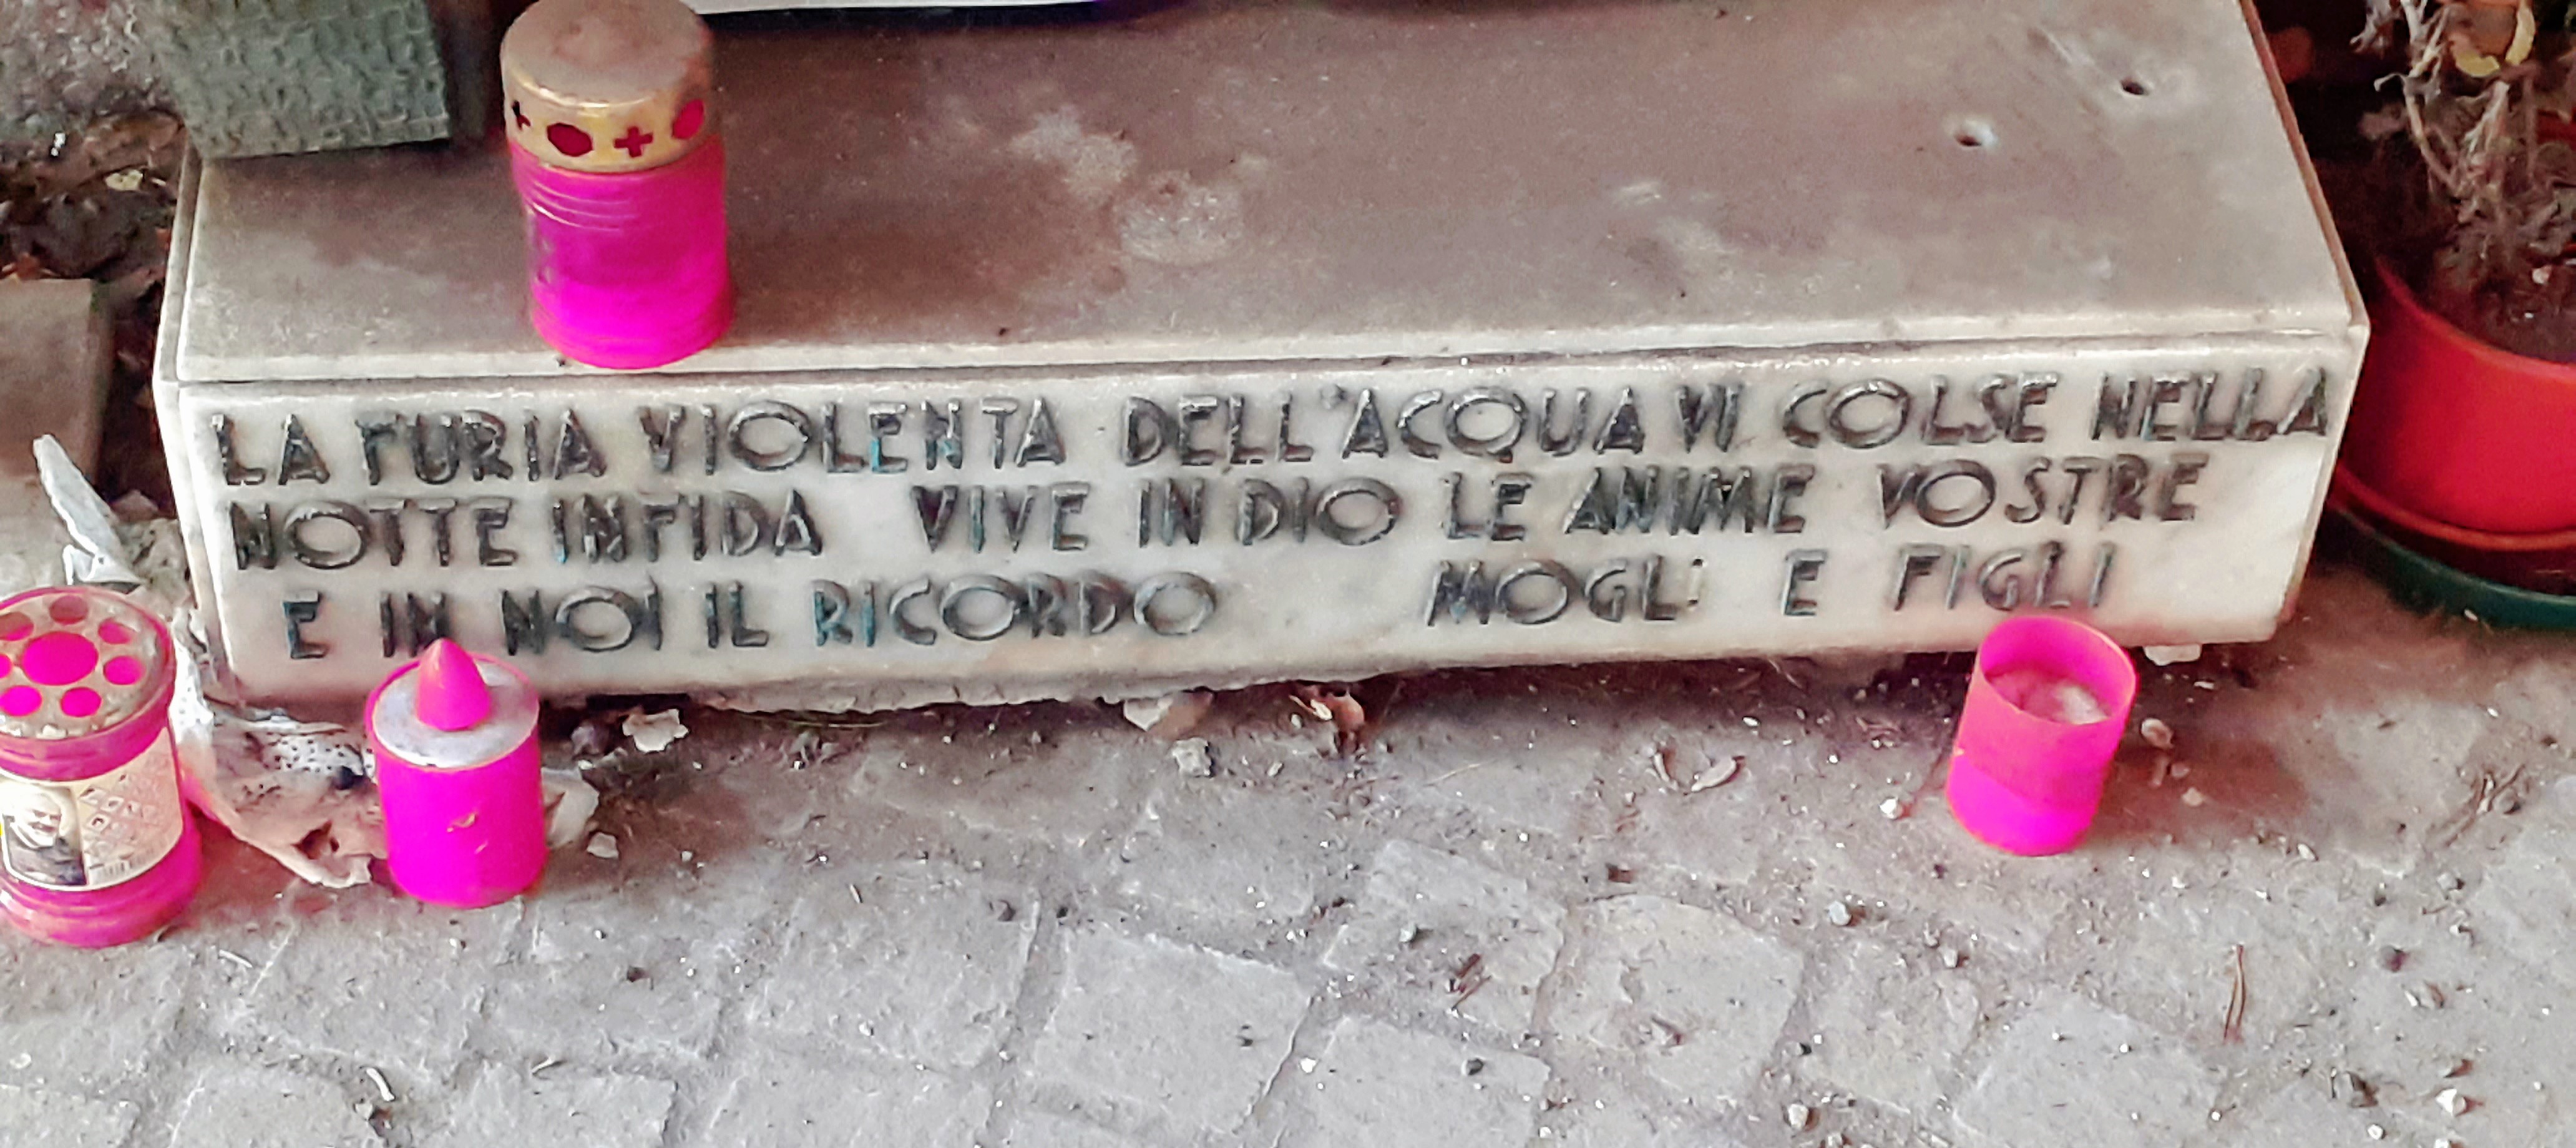 LA FURIA VIOLENTA DELL'ACQUA VI COLSE NELLA
NOTTE INFIDA VIVE IN DIO LE ANIME VOSTRE
E IN NOI IL RICORDO MOGLI E FIGLI